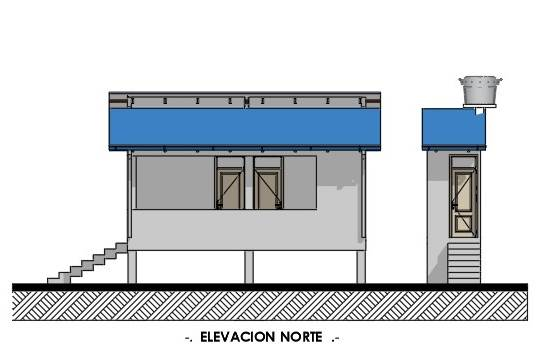 -. ELEVACION NORTE .-